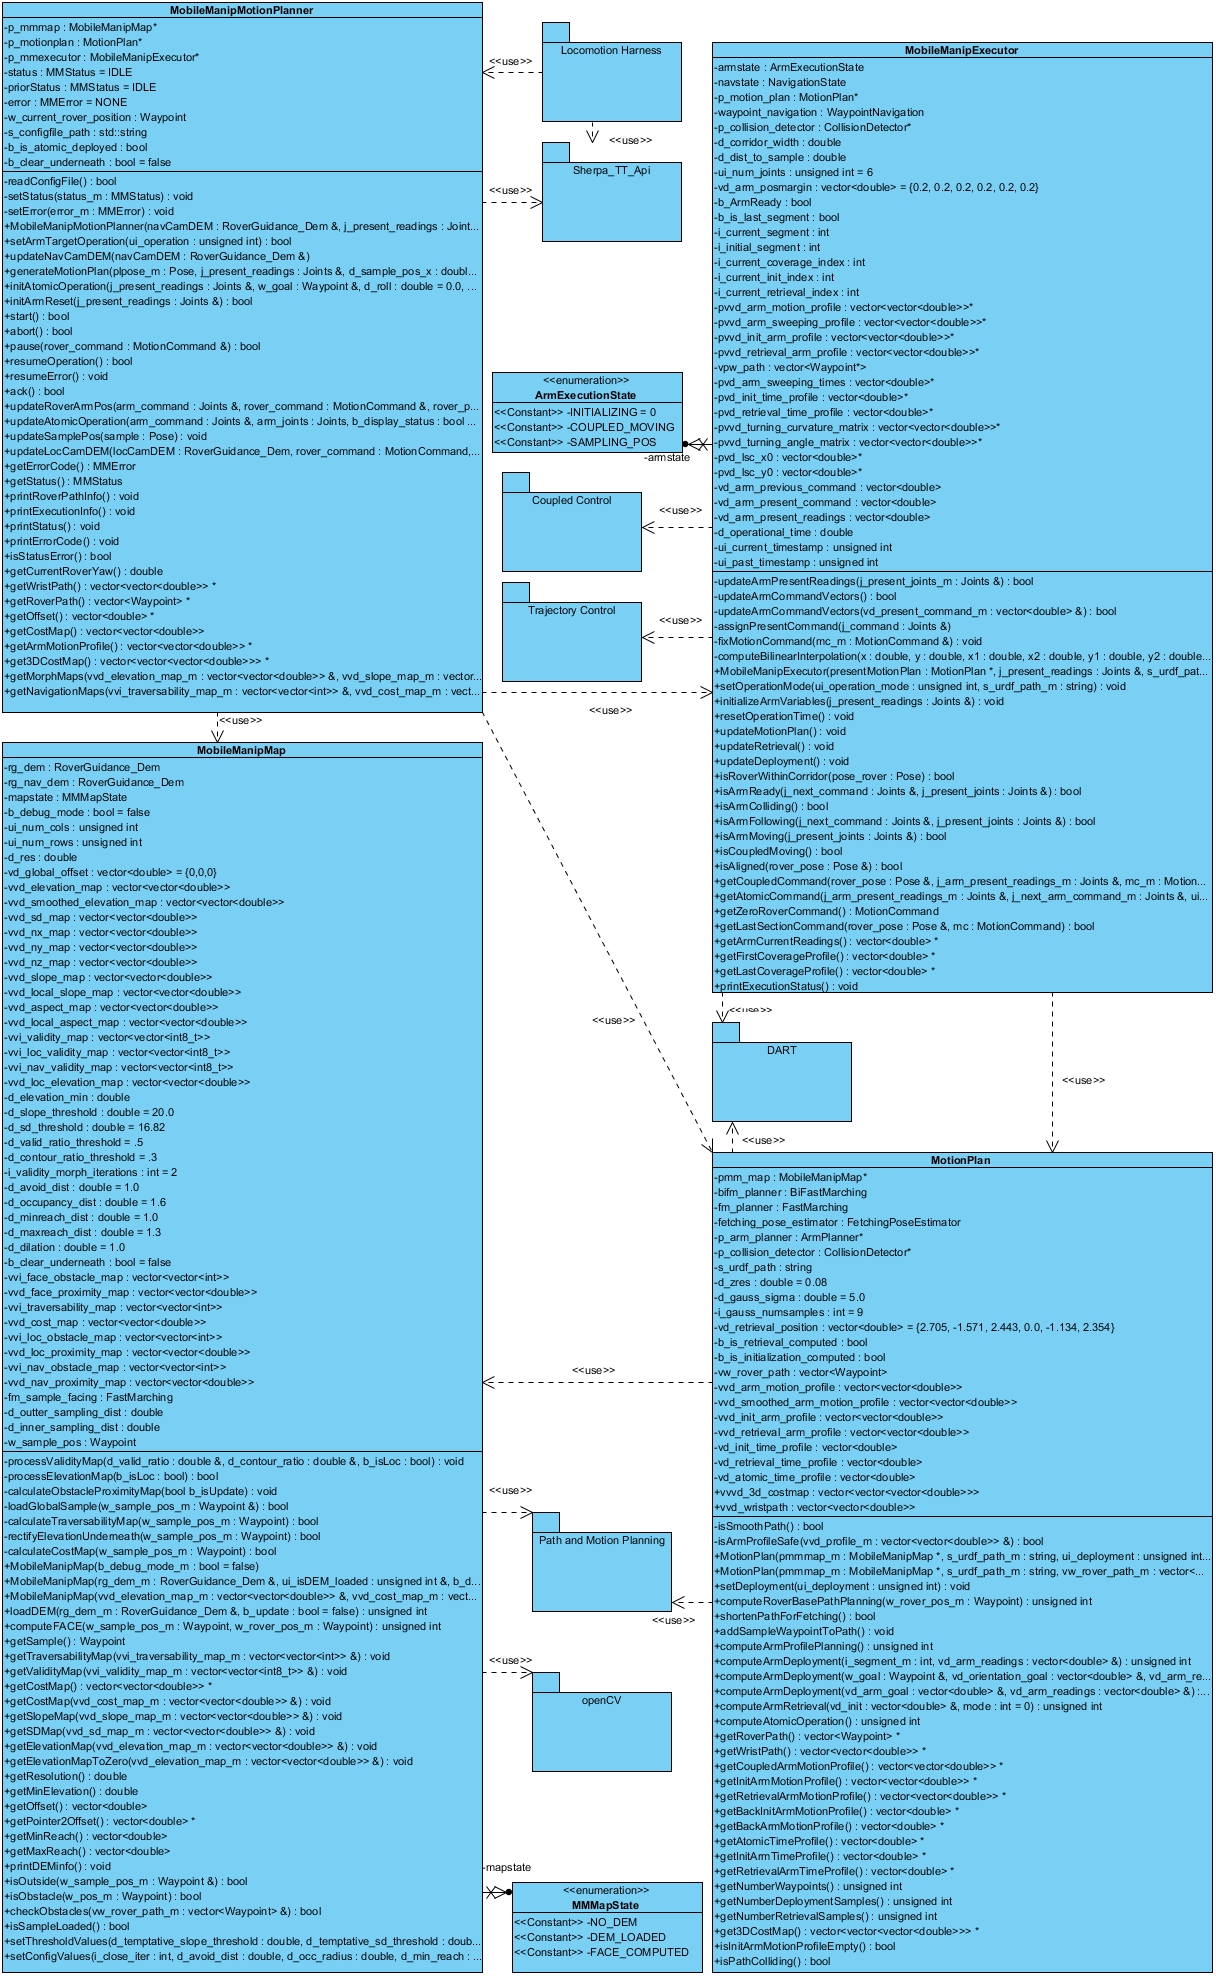 MobileManipMotionPlanner
-p_mmmap : MobileManipMap*
-p_motionplan : MotionPlan*
-p_mmexecutor : MobileManipExecutor*
-status : MMStatus = IDLE
-priorStatus : MMStatus = IDLE
-error : MMError = NONE
-w_current_rover_position : Waypoint
-s_configfile_path : std::string
-b_is_atomic_deployed : bool
-b_clear_underneath : bool = false
-readConfigFile() : bool
-setStatus(status_m : MMStatus) : void
-setError(error_m : MMError) : void
+MobileManipMotionPlanner(navCamDEM : RoverGuidance_Dem &, j_present_readings : Joint...
+setArmTargetOperation(ui_operation : unsigned int) : bool
+updateNavCamDEM(navCamDEM : RoverGuidance_Dem &)
+generateMotionPlan(plpose_m : Pose, j_present_readings : Joints &, d_sample_pos_x : doubl...
+initAtomicOperation(j_present_readings : Joints &, w_goal : Waypoint &, d_roll : double = 0.0, ...
+initArmReset(j_present_readings : Joints &) : bool
+start() : bool
+abort() : bool
+pause(rover_command : MotionCommand &) : bool
+resumeOperation() : bool
+resumeError() : void
+ack() : bool
+updateRoverArmPos(arm_command : Joints &, rover_command : MotionCommand &, rover_p...
+updateAtomicOperation(arm_command : Joints &, arm_joints : Joints, b_display_status : bool ...
+updateSamplePos(sample : Pose) : void
+updateLocCamDEM(locCamDEM : RoverGuidance_Dem, rover_command : MotionCommand,...
+getErrorCode() : MMError
+getStatus() : MMStatus
+printRoverPathInfo() : void
+printExecutionInfo() : void
+printStatus() : void
+printErrorCode() : void
+isStatusError() : bool
+getCurrentRoverYaw() : double
+getWristPath() : vector<vector<double>> *
+getRoverPath() : vector<Waypoint> *
+getOffset() : vector<double> *
+getCostMap() : vector<vector<double>>
+getArmMotionProfile() : vector<vector<double>> *
+get3DCostMap() : vector<vector<vector<double>>> *
+getMorphMaps(vvd_elevation_map_m : vector<vector<double>> &, vvd_slope_map_m : vector...
+getNavigationMaps(vvi_traversability_map_m : vector<vector<int>> &, vvd_cost_map_m : vect...
<<use>>
Locomotion Harness
<<use>>
<<use>>
Sherpa_TT_Api
MobileManipExecutor
-armstate : ArmExecutionState
-navstate : NavigationState
-p_motion_plan : MotionPlan*
-waypoint_navigation : WaypointNavigation
-p_collision_detector : CollisionDetector*
-d_corridor_width : double
-d_dist_to_sample : double
-ui_num_joints : unsigned int = 6
-vd_arm_posmargin : vector<double> = {0.2, 0.2, 0.2, 0.2, 0.2, 0.2}
-b_ArmReady : bool
-b_is_last_segment : bool
-i_current_segment : int
-i_initial_segment : int
-i_current_coverage_index : int
-i_current_init_index : int
-i_current_retrieval_index : int
-pvvd_arm_motion_profile : vector<vector<double>>*
-pvvd_arm_sweeping_profile : vector<vector<double>>*
-pvvd_init_arm_profile : vector<vector<double>>*
-pvvd_retrieval_arm_profile : vector<vector<double>>*
-vpw_path : vector<Waypoint*>
-pvd_arm_sweeping_times : vector<double>*
-pvd_init_time_profile : vector<double>*
-pvd_retrieval_time_profile : vector<double>*
-pvvd_turning_curvature_matrix : vector<vector<double>>*
-pvvd_turning_angle_matrix : vector<vector<double>>*
-pvd_lsc_x0 : vector<double>*
-pvd_lsc_y0 : vector<double>*
-vd_arm_previous_command : vector<double>
-vd_arm_present_command : vector<double>
-vd_arm_present_readings : vector<double>
-d_operational_time : double
-ui_current_timestamp : unsigned int
-ui_past_timestamp : unsigned int
-updateArmPresentReadings(j_present_joints_m : Joints &) : bool
-updateArmCommandVectors() : bool
-updateArmCommandVectors(vd_present_command_m : vector<double> &) : bool
-assignPresentCommand(j_command : Joints &)
-fixMotionCommand(mc_m : MotionCommand &) : void
-computeBilinearInterpolation(x : double, y : double, x1 : double, x2 : double, y1 : double, y2 : double...
+MobileManipExecutor(presentMotionPlan : MotionPlan *, j_present_readings : Joints &, s_urdf_pat...
+setOperationMode(ui_operation_mode : unsigned int, s_urdf_path_m : string) : void
+initializeArmVariables(j_present_readings : Joints &) : void
+resetOperationTime() : void
+updateMotionPlan() : void
+updateRetrieval() : void
+updateDeployment() : void
+isRoverWithinCorridor(pose_rover : Pose) : bool
+isArmReady(j_next_command : Joints &, j_present_joints : Joints &) : bool
+isArmColliding() : bool
+isArmFollowing(j_next_command : Joints &, j_present_joints : Joints &) : bool
+isArmMoving(j_present_joints : Joints &) : bool
+isCoupledMoving() : bool
+isAligned(rover_pose : Pose &) : bool
+getCoupledCommand(rover_pose : Pose &, j_arm_present_readings_m : Joints &, mc_m : Motion...
+getAtomicCommand(j_arm_present_readings_m : Joints &, j_next_arm_command_m : Joints &, ui...
+getZeroRoverCommand() : MotionCommand
+getLastSectionCommand(rover_pose : Pose &, mc : MotionCommand) : bool
+getArmCurrentReadings() : vector<double> *
+getFirstCoverageProfile() : vector<double> *
+getLastCoverageProfile() : vector<double> *
+printExecutionStatus() : void
<<enumeration>>
ArmExecutionState
<<Constant>> -INITIALIZING = 0
<<Constant>> -COUPLED_MOVING
<<Constant>> -SAMPLING_POS
-armstate
Coupled Control
<<use>>
Trajectory Control
<<use>>
<<use>>
<<use>>
<<use>>
<<use>>
DART
<<use>>
<<use>>
MobileManipMap
-rg_dem : RoverGuidance_Dem
-rg_nav_dem : RoverGuidance_Dem
-mapstate : MMMapState
-b_debug_mode : bool = false
-ui_num_cols : unsigned int
-ui_num_rows : unsigned int
-d_res : double
-vd_global_offset : vector<double> = {0,0,0}
-vvd_elevation_map : vector<vector<double>>
-vvd_smoothed_elevation_map : vector<vector<double>>
-vvd_sd_map : vector<vector<double>>
-vvd_nx_map : vector<vector<double>>
-vvd_ny_map : vector<vector<double>>
-vvd_nz_map : vector<vector<double>>
-vvd_slope_map : vector<vector<double>>
-vvd_local_slope_map : vector<vector<double>>
-vvd_aspect_map : vector<vector<double>>
-vvd_local_aspect_map : vector<vector<double>>
-vvi_validity_map : vector<vector<int8_t>>
-vvi_loc_validity_map : vector<vector<int8_t>>
-vvi_nav_validity_map : vector<vector<int8_t>>
-vvd_loc_elevation_map : vector<vector<double>>
-d_elevation_min : double
-d_slope_threshold : double = 20.0
-d_sd_threshold : double = 16.82
-d_valid_ratio_threshold = .5
-d_contour_ratio_threshold = .3
-i_validity_morph_iterations : int = 2
-d_avoid_dist : double = 1.0
-d_occupancy_dist : double = 1.6
-d_minreach_dist : double = 1.0
-d_maxreach_dist : double = 1.3
-d_dilation : double = 1.0
-b_clear_underneath : bool = false
-vvi_face_obstacle_map : vector<vector<int>>
-vvd_face_proximity_map : vector<vector<double>>
-vvi_traversability_map : vector<vector<int>>
-vvd_cost_map : vector<vector<double>>
-vvi_loc_obstacle_map : vector<vector<int>>
-vvd_loc_proximity_map : vector<vector<double>>
-vvi_nav_obstacle_map : vector<vector<int>>
-vvd_nav_proximity_map : vector<vector<double>>
-fm_sample_facing : FastMarching
-d_outter_sampling_dist : double
-d_inner_sampling_dist : double
-w_sample_pos : Waypoint
-processValidityMap(d_valid_ratio : double &, d_contour_ratio : double &, b_isLoc : bool) : void
-processElevationMap(b_isLoc : bool) : bool
-calculateObstacleProximityMap(bool b_isUpdate) : void
-loadGlobalSample(w_sample_pos_m : Waypoint &) : bool
-calculateTraversabilityMap(w_sample_pos_m : Waypoint) : bool
-rectifyElevationUnderneath(w_sample_pos_m : Waypoint) : bool
-calculateCostMap(w_sample_pos_m : Waypoint) : bool
+MobileManipMap(b_debug_mode_m : bool = false)
+MobileManipMap(rg_dem_m : RoverGuidance_Dem &, ui_isDEM_loaded : unsigned int &, b_d...
+MobileManipMap(vvd_elevation_map_m : vector<vector<double>> &, vvd_cost_map_m : vect...
+loadDEM(rg_dem_m : RoverGuidance_Dem &, b_update : bool = false) : unsigned int
+computeFACE(w_sample_pos_m : Waypoint, w_rover_pos_m : Waypoint) : unsigned int
+getSample() : Waypoint
+getTraversabilityMap(vvi_traversability_map_m : vector<vector<int>> &) : void
+getValidityMap(vvi_validity_map_m : vector<vector<int8_t>> &) : void
+getCostMap() : vector<vector<double>> *
+getCostMap(vvd_cost_map_m : vector<vector<double>> &) : void
+getSlopeMap(vvd_slope_map_m : vector<vector<double>> &) : void
+getSDMap(vvd_sd_map_m : vector<vector<double>> &) : void
+getElevationMap(vvd_elevation_map_m : vector<vector<double>> &) : void
+getElevationMapToZero(vvd_elevation_map_m : vector<vector<double>> &) : void
+getResolution() : double
+getMinElevation() : double
+getOffset() : vector<double>
+getPointer2Offset() : vector<double> *
+getMinReach() : vector<double>
+getMaxReach() : vector<double>
+printDEMinfo() : void
+isOutside(w_sample_pos_m : Waypoint &) : bool
+isObstacle(w_pos_m : Waypoint) : bool
+checkObstacles(vw_rover_path_m : vector<Waypoint> &) : bool
+isSampleLoaded() : bool
+setThresholdValues(d_temptative_slope_threshold : double, d_temptative_sd_threshold : doub...
+setConfigValues(i_close_iter : int, d_avoid_dist : double, d_occ_radius : double, d_min_reach : ...
<<use>>
<<use>>
Path and Motion Planning
<<use>>
<<use>>
openCV
-mapstate
<<enumeration>>
MMMapState
<<Constant>> -NO_DEM
<<Constant>> -DEM_LOADED
<<Constant>> -FACE_COMPUTED
MotionPlan
-pmm_map : MobileManipMap*
-bifm_planner : BiFastMarching
-fm_planner : FastMarching
-fetching_pose_estimator : FetchingPoseEstimator
-p_arm_planner : ArmPlanner*
-p_collision_detector : CollisionDetector*
-s_urdf_path : string
-d_zres : double = 0.08
-d_gauss_sigma : double = 5.0
-i_gauss_numsamples : int = 9
-vd_retrieval_position : vector<double> = {2.705, -1.571, 2.443, 0.0, -1.134, 2.354}
-b_is_retrieval_computed : bool
-b_is_initialization_computed : bool
-vw_rover_path : vector<Waypoint>
-vvd_arm_motion_profile : vector<vector<double>>
-vvd_smoothed_arm_motion_profile : vector<vector<double>>
-vvd_init_arm_profile : vector<vector<double>>
-vvd_retrieval_arm_profile : vector<vector<double>>
-vd_init_time_profile : vector<double>
-vd_retrieval_time_profile : vector<double>
-vd_atomic_time_profile : vector<double>
+vvvd_3d_costmap : vector<vector<vector<double>>>
+vvd_wristpath : vector<vector<double>>
-isSmoothPath() : bool
-isArmProfileSafe(vvd_profile_m : vector<vector<double>> &) : bool
+MotionPlan(pmmmap_m : MobileManipMap *, s_urdf_path_m : string, ui_deployment : unsigned int...
+MotionPlan(pmmmap_m : MobileManipMap *, s_urdf_path_m : string, vw_rover_path_m : vector<...
+setDeployment(ui_deployment : unsigned int) : void
+computeRoverBasePathPlanning(w_rover_pos_m : Waypoint) : unsigned int
+shortenPathForFetching() : bool
+addSampleWaypointToPath() : void
+computeArmProfilePlanning() : unsigned int
+computeArmDeployment(i_segment_m : int, vd_arm_readings : vector<double> &) : unsigned int
+computeArmDeployment(w_goal : Waypoint &, vd_orientation_goal : vector<double> &, vd_arm_re...
+computeArmDeployment(vd_arm_goal : vector<double> &, vd_arm_readings : vector<double> &) :...
+computeArmRetrieval(vd_init : vector<double> &, mode : int = 0) : unsigned int
+computeAtomicOperation() : unsigned int
+getRoverPath() : vector<Waypoint> *
+getWristPath() : vector<vector<double>> *
+getCoupledArmMotionProfile() : vector<vector<double>> *
+getInitArmMotionProfile() : vector<vector<double>> *
+getRetrievalArmMotionProfile() : vector<vector<double>> *
+getBackInitArmMotionProfile() : vector<double> *
+getBackArmMotionProfile() : vector<double> *
+getAtomicTimeProfile() : vector<double> *
+getInitArmTimeProfile() : vector<double> *
+getRetrievalArmTimeProfile() : vector<double> *
+getNumberWaypoints() : unsigned int
+getNumberDeploymentSamples() : unsigned int
+getNumberRetrievalSamples() : unsigned int
+get3DCostMap() : vector<vector<vector<double>>> *
+isInitArmMotionProfileEmpty() : bool
+isPathColliding() : bool